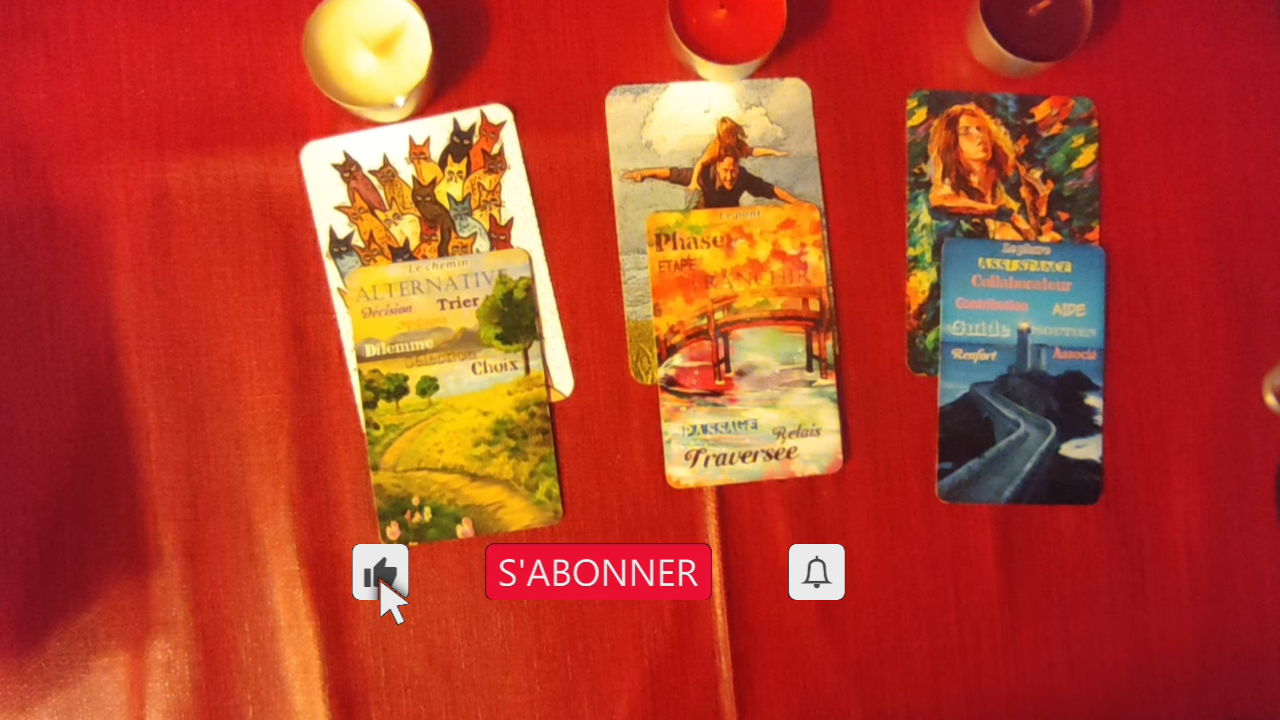 Le chemin
ALTERNATIVE
Décision
Trier
Dilemme
Choix
Le pont
Phase
ETAPE
FRANCHIR
PASSAGE
Relais
Traversée
Le phare
ASSISTANCE
Collaborateur
Contribution
AIDE
Guide
SOUTIEN
Renfort
Associé
S'ABONNER